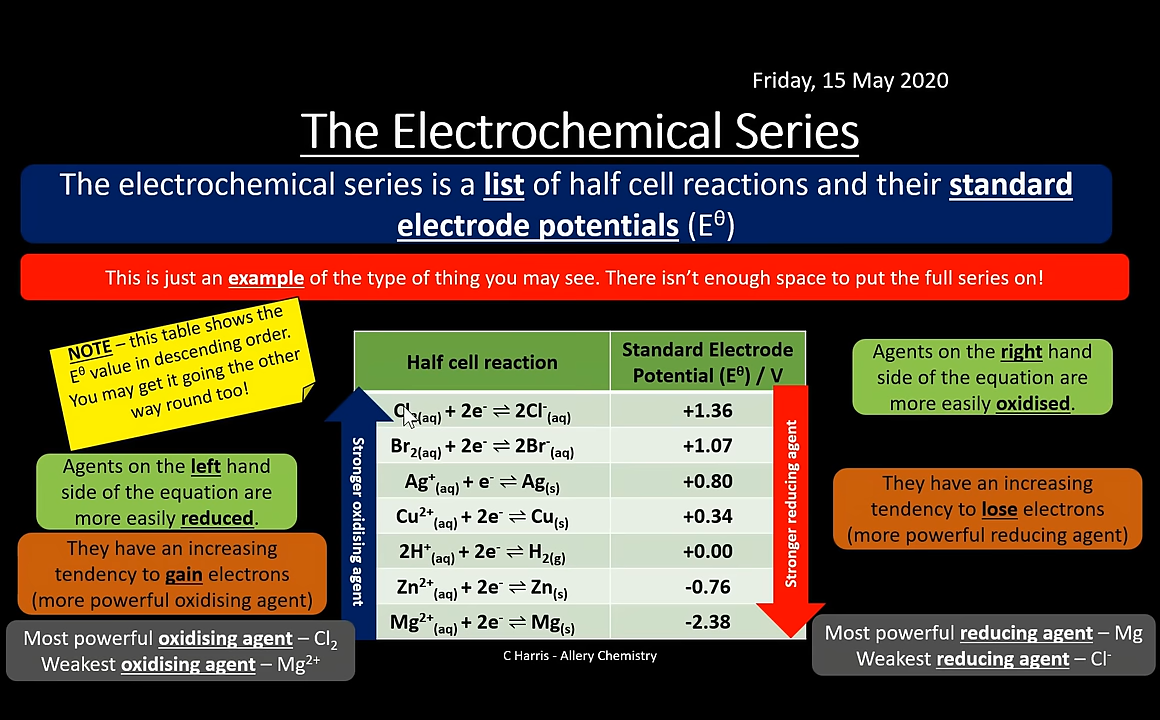 Friday, 15 May 2020
The Electrochemical Series
The electrochemical series is a list of half cell reactions and their standard
electrode potentials (E^θ)
This is just an example of the type of thing you may see. There isn’t enough space to put the full series on!
NOTE – this table shows the
E^θ value in descending order.
You may get it going the other
way round too!
Agents on the left hand
side of the equation are
more easily reduced.
They have an increasing
tendency to gain electrons
(more powerful oxidising agent)
Most powerful oxidising agent – Cl₂
Weakest oxidising agent – Mg²⁺
Stronger oxidising agent
Half cell reaction
Standard Electrode
Potential (E^θ) / V
Cl₂(aq) + 2e⁻ ⇌ 2Cl⁻(aq) +1.36
Br₂(aq) + 2e⁻ ⇌ 2Br⁻(aq) +1.07
Ag⁺(aq) + e⁻ ⇌ Ag(s) +0.80
Cu²⁺(aq) + 2e⁻ ⇌ Cu(s) +0.34
2H⁺(aq) + 2e⁻ ⇌ H₂(g) +0.00
Zn²⁺(aq) + 2e⁻ ⇌ Zn(s) -0.76
Mg²⁺(aq) + 2e⁻ ⇌ Mg(s) -2.38
Stronger reducing agent
C Harris - Allery Chemistry
Agents on the right hand
side of the equation are
more easily oxidised.
They have an increasing
tendency to lose electrons
(more powerful reducing agent)
Most powerful reducing agent – Mg
Weakest reducing agent – Cl⁻